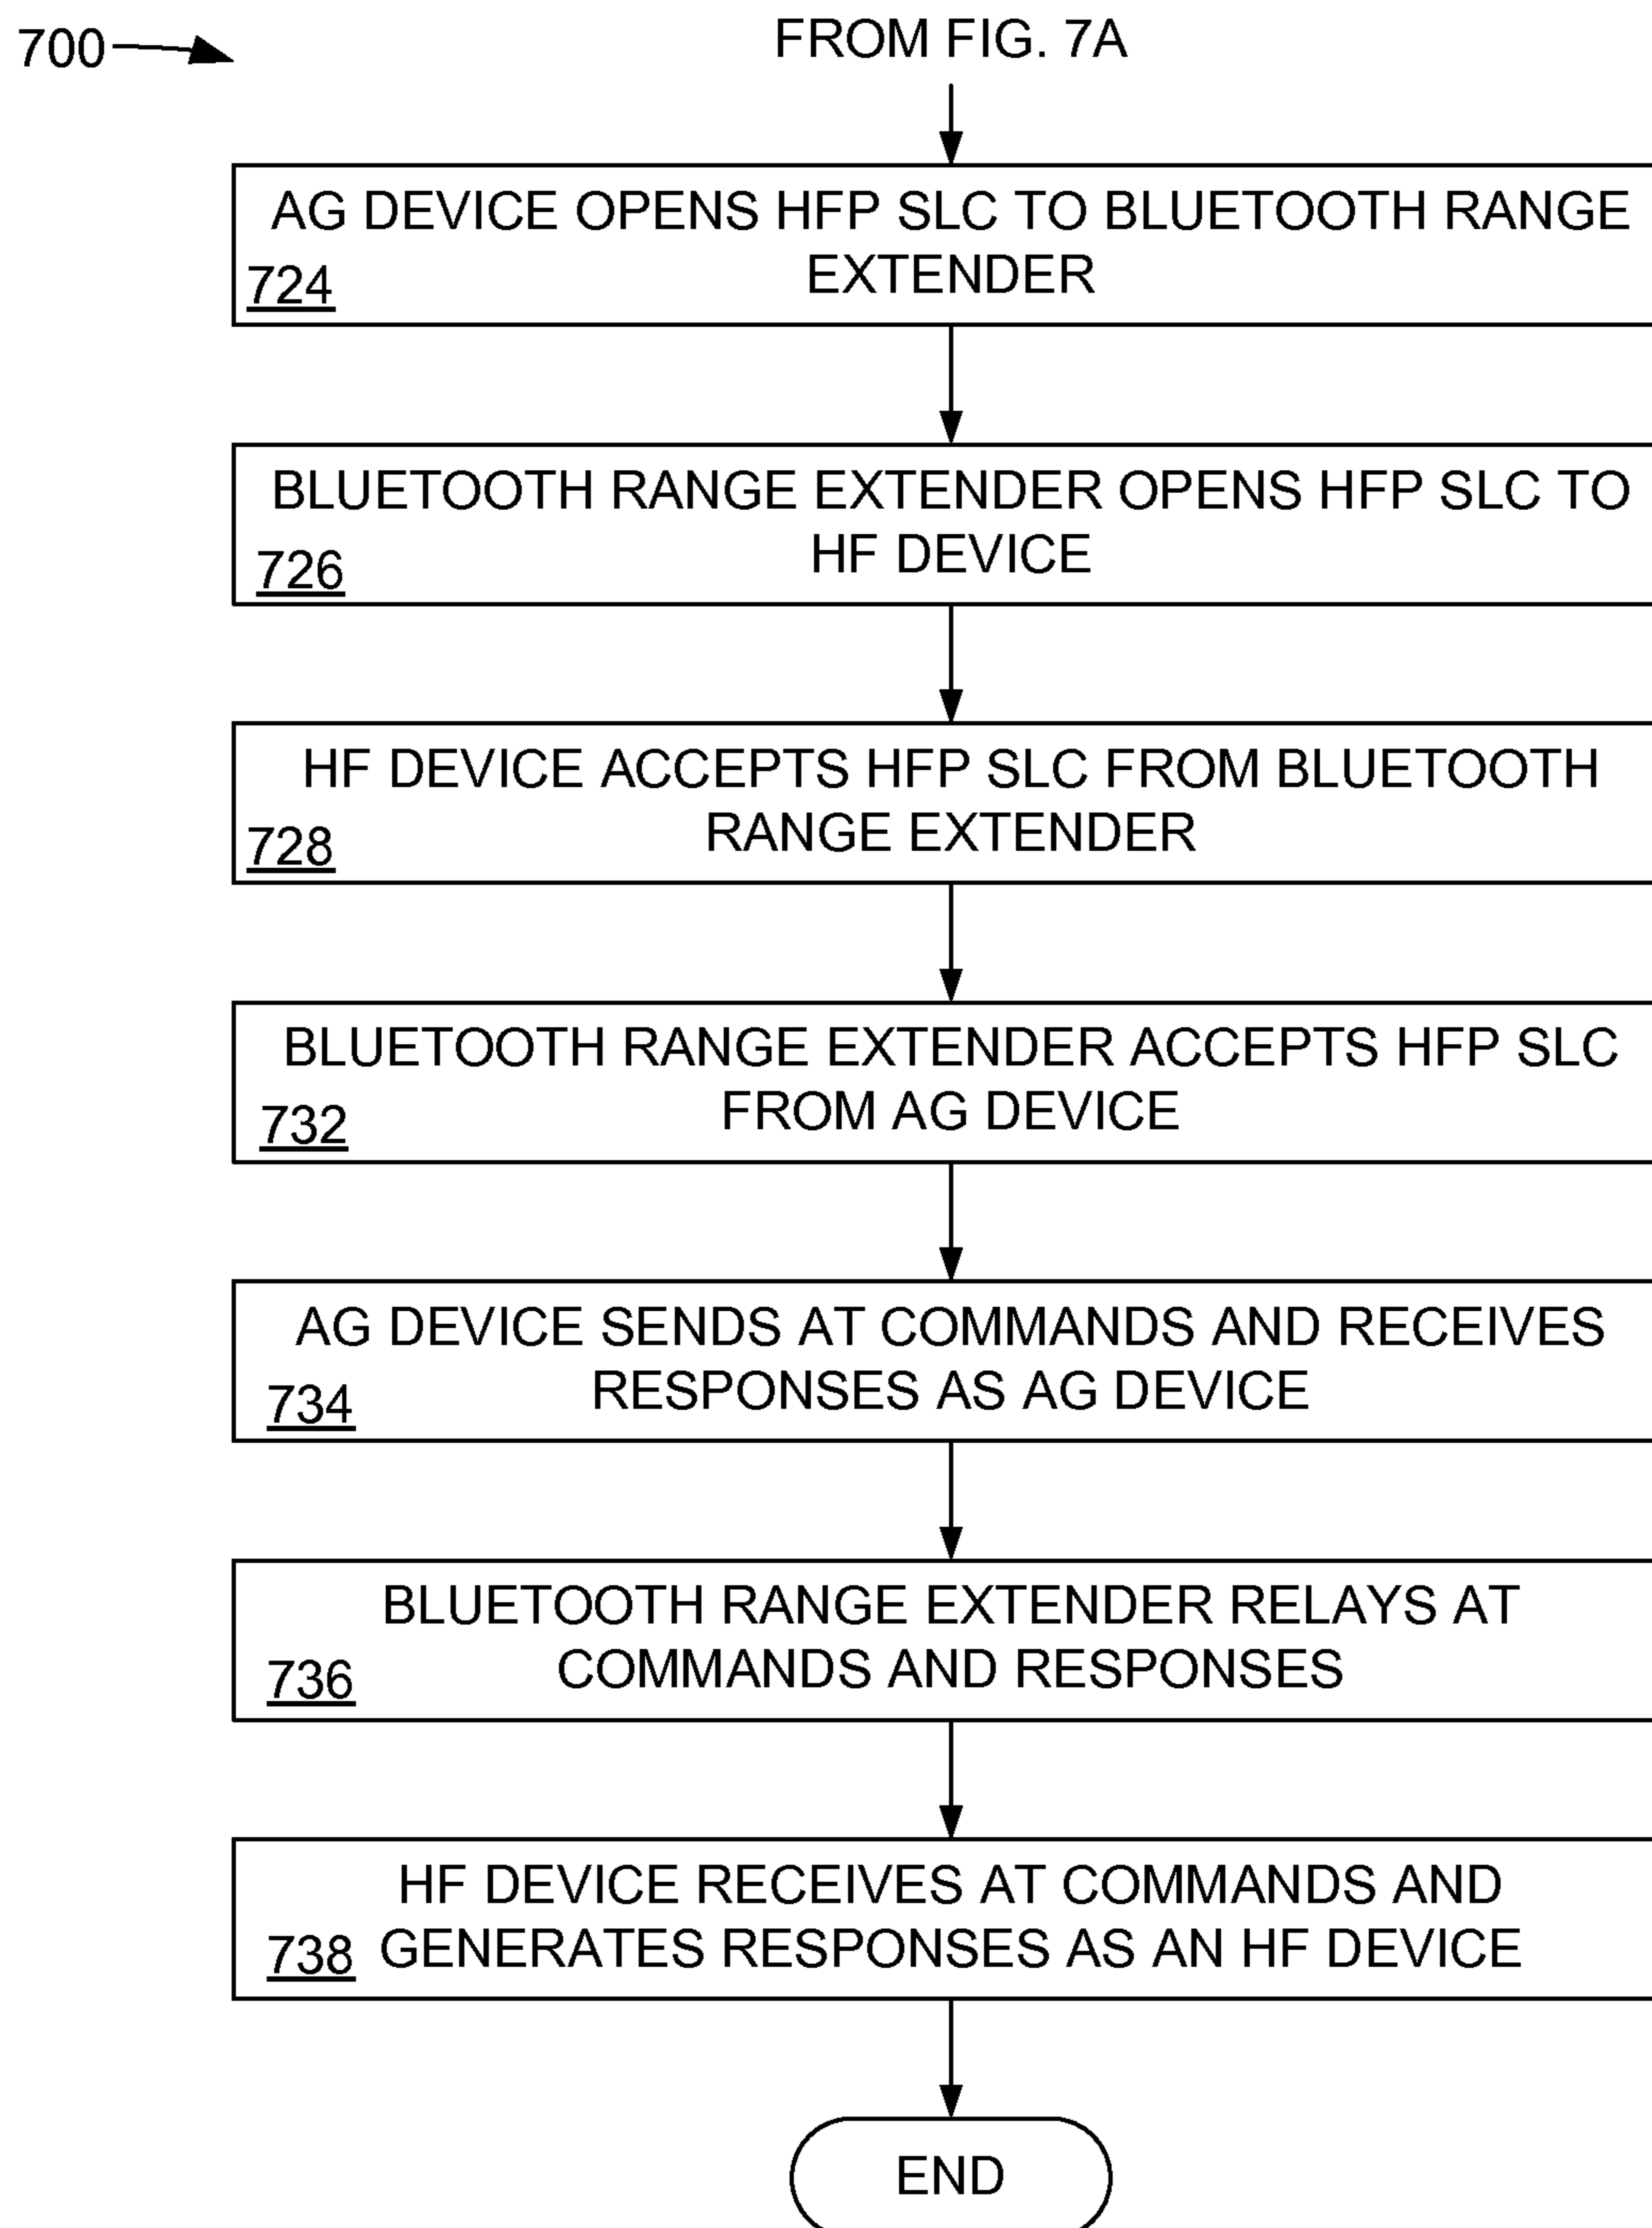 700
FROM FIG. 7A
AG DEVICE OPENS HFP SLC TO BLUETOOTH RANGE
EXTENDER
724
BLUETOOTH RANGE EXTENDER OPENS HFP SLC TO
HF DEVICE
726
HF DEVICE ACCEPTS HFP SLC FROM BLUETOOTH
RANGE EXTENDER
728
BLUETOOTH RANGE EXTENDER ACCEPTS HFP SLC
FROM AG DEVICE
732
AG DEVICE SENDS AT COMMANDS AND RECEIVES
RESPONSES AS AG DEVICE
734
BLUETOOTH RANGE EXTENDER RELAYS AT
COMMANDS AND RESPONSES
736
HF DEVICE RECEIVES AT COMMANDS AND
738 GENERATES RESPONSES AS AN HF DEVICE
END